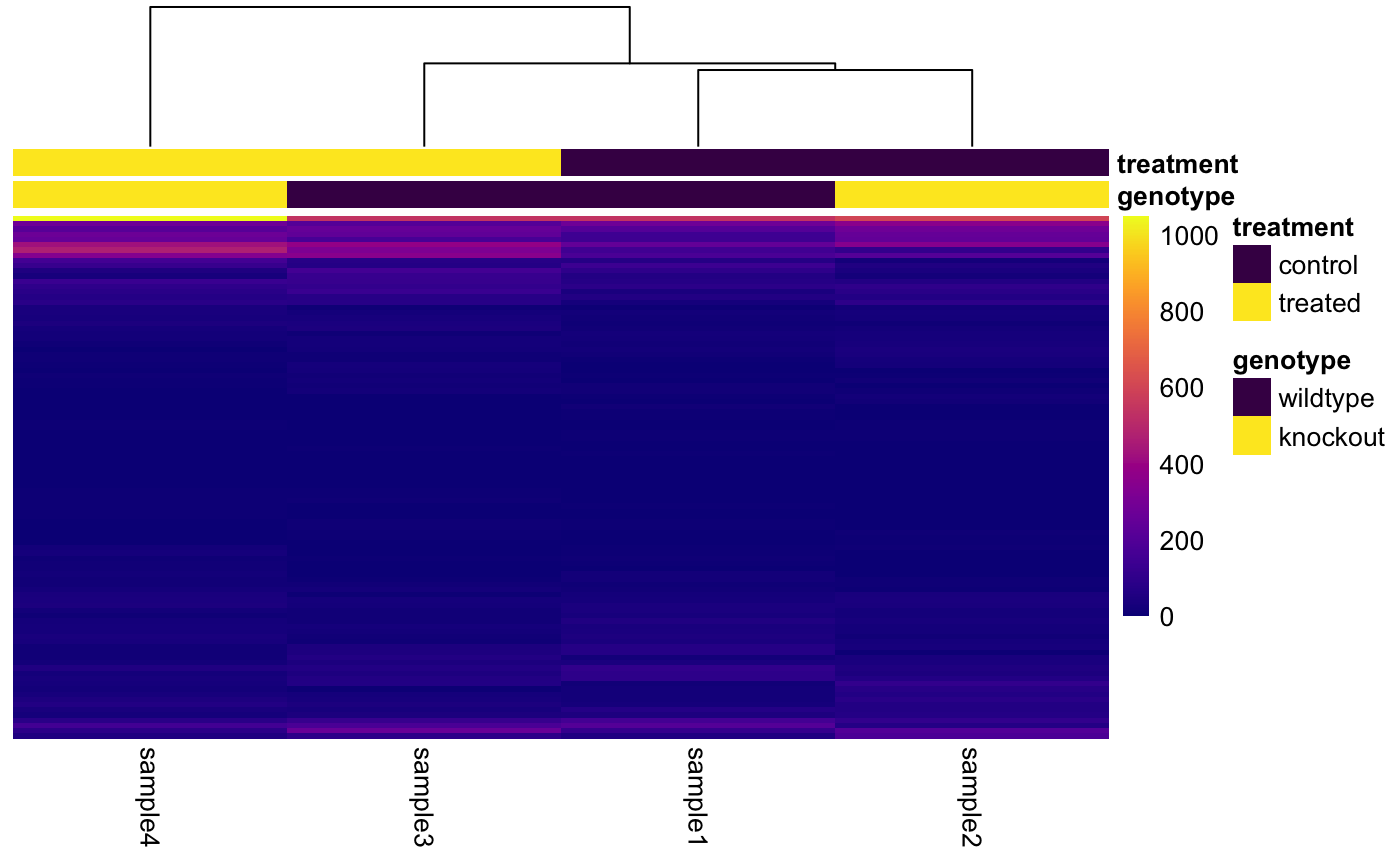 treatment
genotype
1000
800
600
400
200
0
treatment
control
treated
genotype
wildtype
knockout
sample4
sample3
sample1
sample2